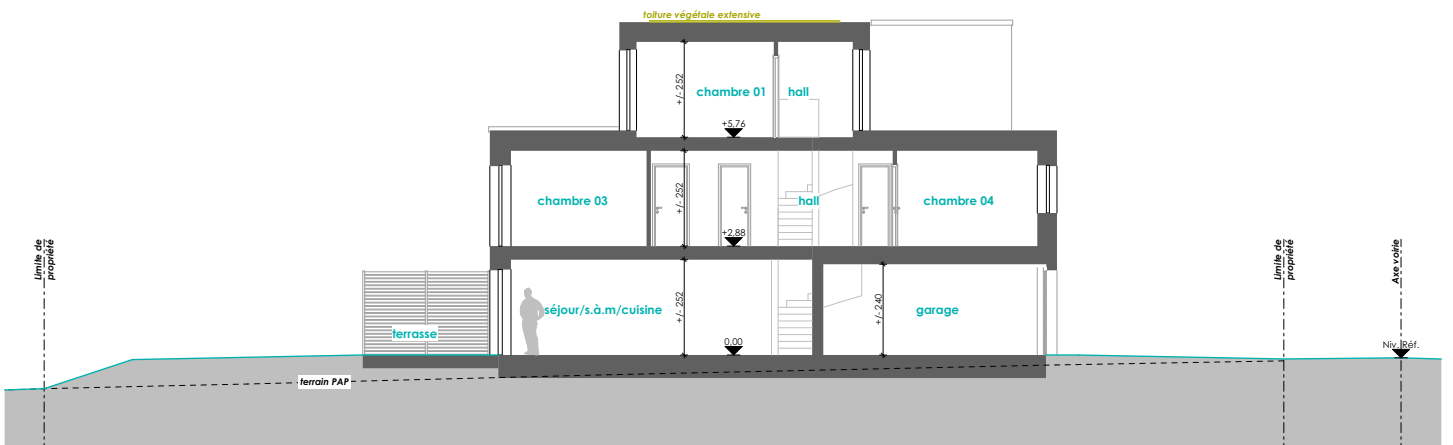 toiture végétale extensive
+/- 252
chambre 01
hall
+5,76
+/- 252
chambre 03
hall
chambre 04
+2,88
Limite de
propriété
Limite de
propriété
Axe voirie
+/- 252
séjour/s.à.m/cuisine
+/- 240
garage
terrasse
0,00
Niv. Réf.
terrain PAP